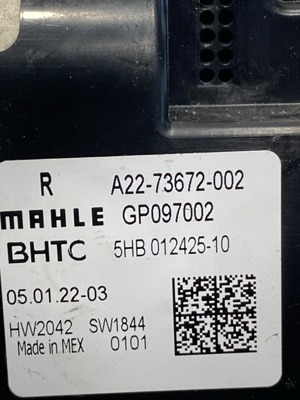 R A22-73672-002
MAHLE GP097002
BHTC 5HB 012425-10
05.01.22-03
HW2042 SW1844
Made in MEX 0101